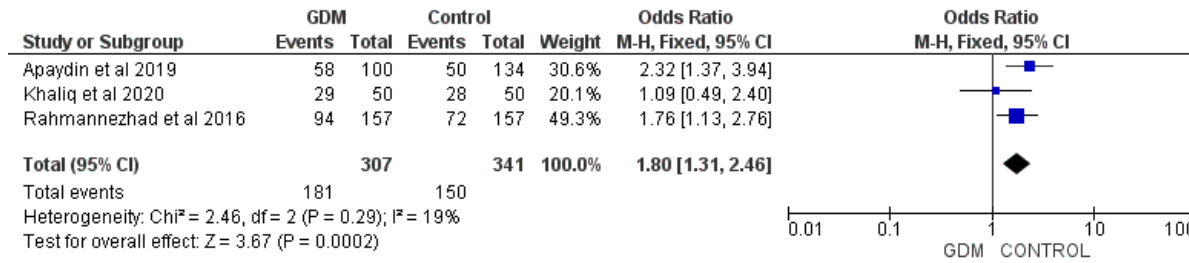 GDM Control Odds Ratio Odds Ratio
Study or Subgroup Events Total Events Total Weight M-H, Fixed, 95% CI M-H, Fixed, 95% CI
Apaydin et al 2019 58 100 50 134 30.6% 2.32 [1.37, 3.94]
Khaliq et al 2020 29 50 28 50 20.1% 1.09 [0.49, 2.40]
Rahmannezhad et al 2016 94 157 72 157 49.3% 1.76 [1.13, 2.76]
Total (95% CI) 307 341 100.0% 1.80 [1.31, 2.46]
Total events 181 150
Heterogeneity: Chi² = 2.46, df = 2 (P = 0.29); I² = 19%
Test for overall effect: Z = 3.67 (P = 0.0002)
0.01 0.1 1 10 100
GDM CONTROL